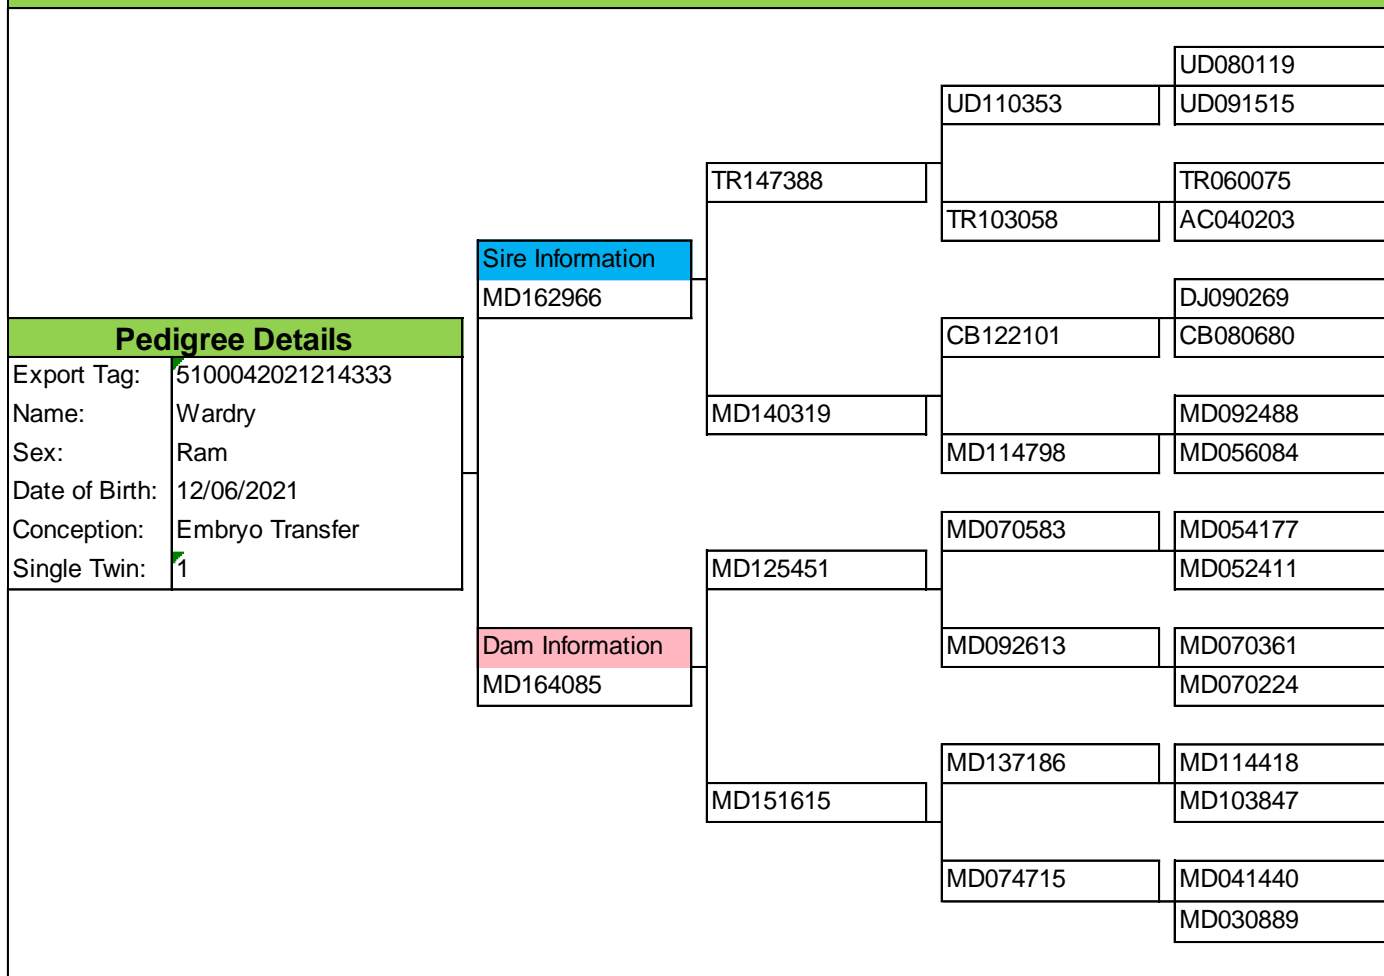 UD080119
UD110353 UD091515
TR147388 TR060075
TR103058 AC040203
Sire Information
MD162966 DJ090269
Pedigree Details CB122101 CB080680
Export Tag: 5100042021214333
Name: Wardry MD140319 MD092488
Sex: Ram MD114798 MD056084
Date of Birth: 12/06/2021
Conception: Embryo Transfer MD070583 MD054177
Single Twin: 1 MD125451 MD052411
Dam Information MD092613 MD070361
MD164085 MD070224
MD137186 MD114418
MD151615 MD103847
MD074715 MD041440
MD030889